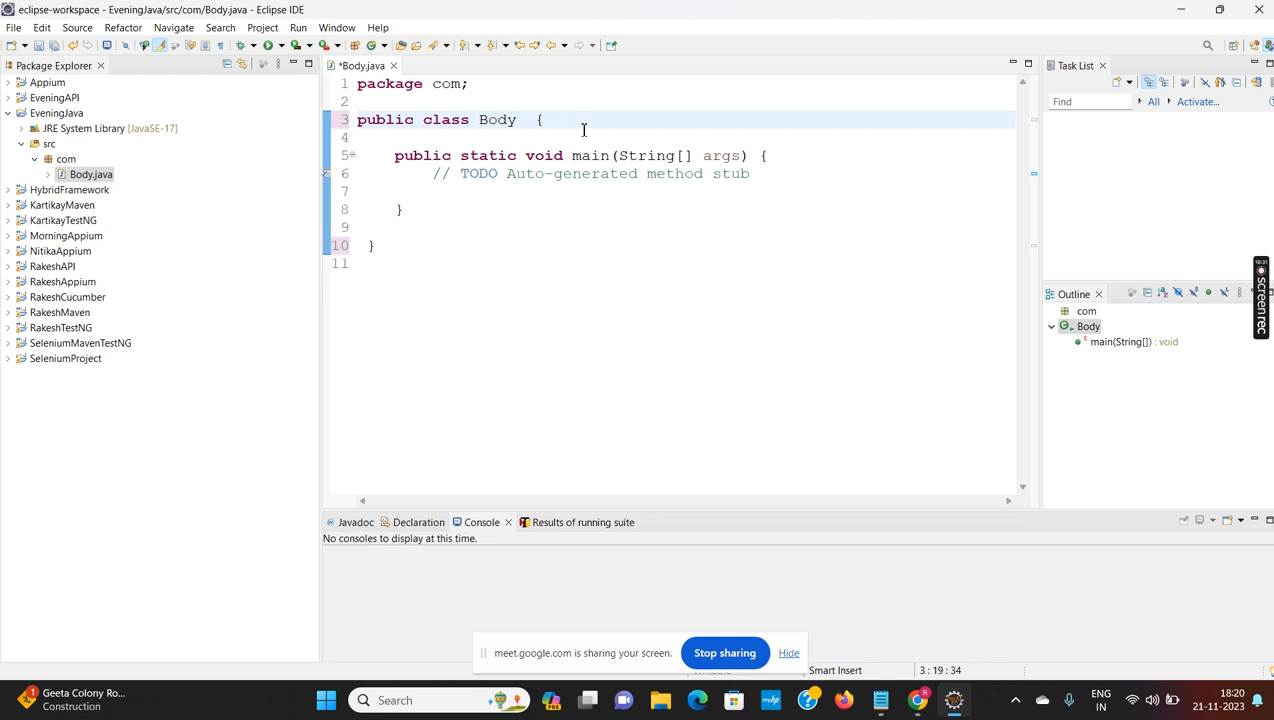 eclipse-workspace - EveningJava/src/com/Body.java - Eclipse IDE
File Edit Source Refactor Navigate Search Project Run Window Help
Package Explorer
Appium
EveningAPI
EveningJava
JRE System Library [JavaSE-17]
src
com
Body.java
HybridFramework
KartikayMaven
KartikayTestNG
MorningAppium
NitikaAppium
RakeshAPI
RakeshAppium
RakeshCucumber
RakeshMaven
RakeshTestNG
SeleniumMavenTestNG
SeleniumProject
*Body.java
1 package com;
2
3 public class Body {
4
5 public static void main(String[] args) {
6 // TODO Auto-generated method stub
7
8 }
9
10 }
11
Task List
Find All Activate...
19:31
screenrec
Outline
com
Body
main(String[]) : void
Javadoc Declaration Console Results of running suite
No consoles to display at this time.
meet.google.com is sharing your screen. Stop sharing Hide
Smart Insert 3 : 19 : 34
1 Geeta Colony Ro...
Construction
Search
PRE
ENG
IN
18:20
21-11-2023